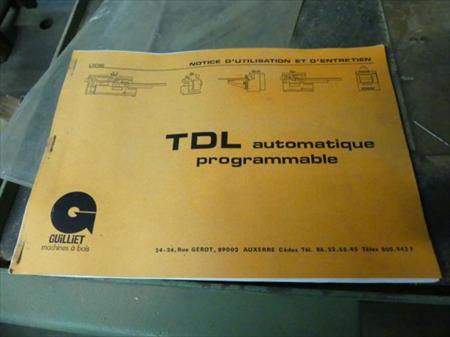 NOTICE D'UTILISATION ET D'ENTRETIEN
TDL automatique
programmable
GUILLIET
machines à bois
24-26, Rue GEROT, 89002 AUXERRE Cédex Tél. 86.52.66.45 Télex 800.942 F